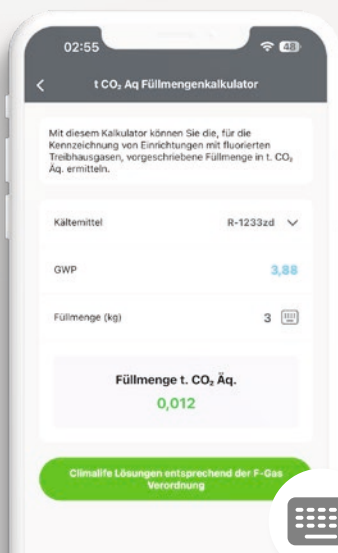 02:55
48
t CO₂ Aq Füllmengenkalkulator
Mit diesem Kalkulator können Sie die, für die
Kennzeichnung von Einrichtungen mit fluorierten
Treibhausgasen, vorgeschriebene Füllmenge in t. CO₂
Äq. ermitteln.
Kältemittel R-1233zd
GWP 3,88
Füllmenge (kg) 3
Füllmenge t. CO₂ Äq.
0,012
Climalife Lösungen entsprechend der F-Gas
Verordnung